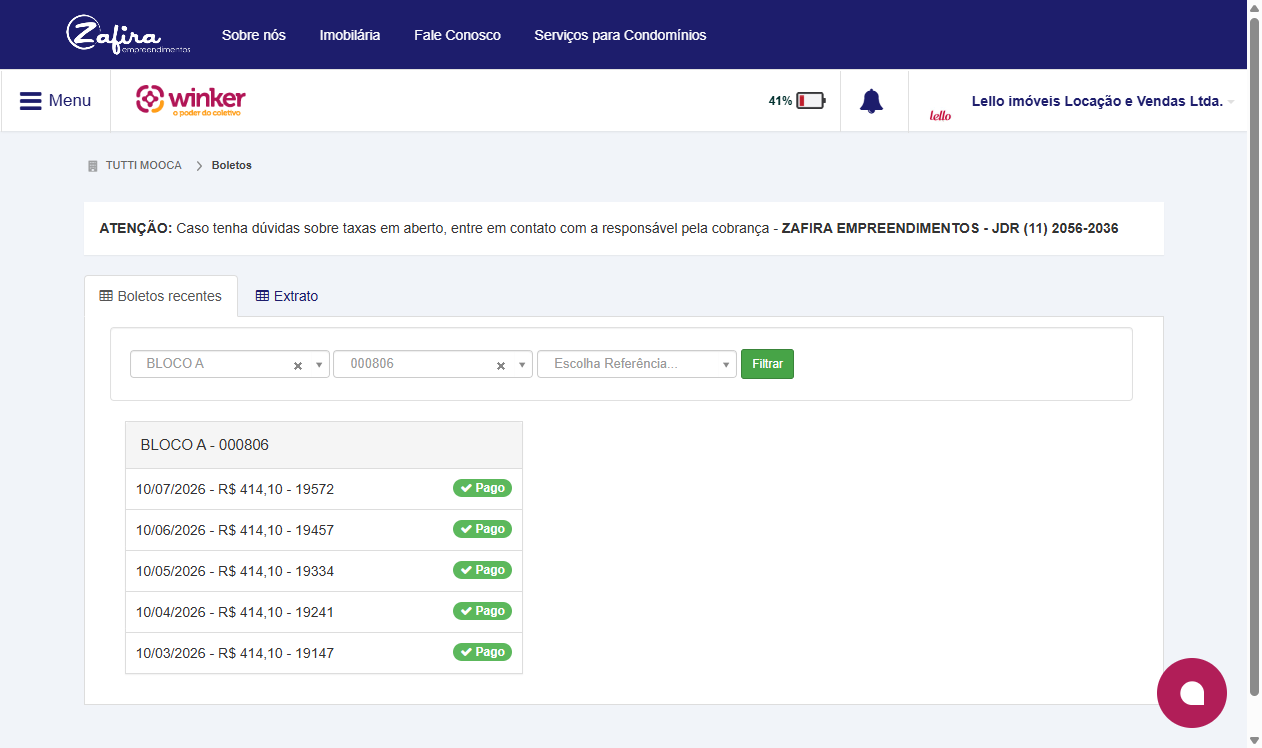 Zafira
empreendimentos
Sobre nós
Imobilária
Fale Conosco
Serviços para Condomínios
Menu
winker
o poder do coletivo
41%
lello
Lello imóveis Locação e Vendas Ltda.
TUTTI MOOCA
Boletos
ATENÇÃO: Caso tenha dúvidas sobre taxas em aberto, entre em contato com a responsável pela cobrança - ZAFIRA EMPREENDIMENTOS - JDR (11) 2056-2036
Boletos recentes
Extrato
BLOCO A
000806
Escolha Referência...
Filtrar
BLOCO A - 000806
10/07/2026 - R$ 414,10 - 19572 Pago
10/06/2026 - R$ 414,10 - 19457 Pago
10/05/2026 - R$ 414,10 - 19334 Pago
10/04/2026 - R$ 414,10 - 19241 Pago
10/03/2026 - R$ 414,10 - 19147 Pago